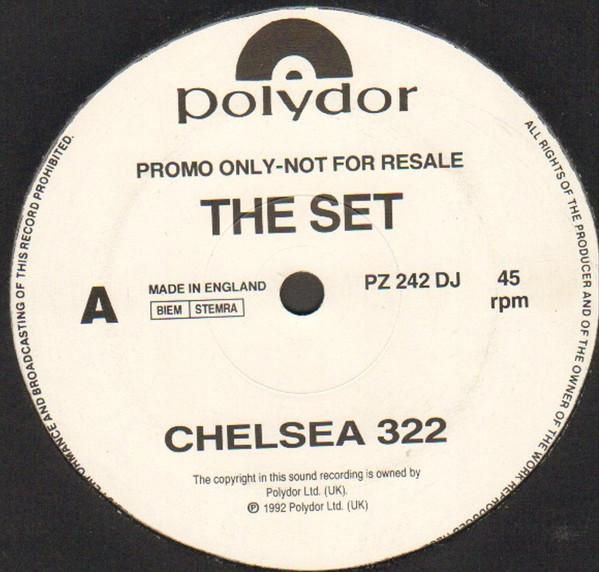 polydor
PROMO ONLY-NOT FOR RESALE
THE SET
A
MADE IN ENGLAND
BIEM STEMRA
PZ 242 DJ
45
rpm
CHELSEA 322
The copyright in this sound recording is owned by
Polydor Ltd. (UK).
℗ 1992 Polydor Ltd. (UK)
ALL RIGHTS OF THE PRODUCER AND OF THE OWNER OF THE WORK
AND BROADCASTING OF THIS RECORD PROHIBITED.